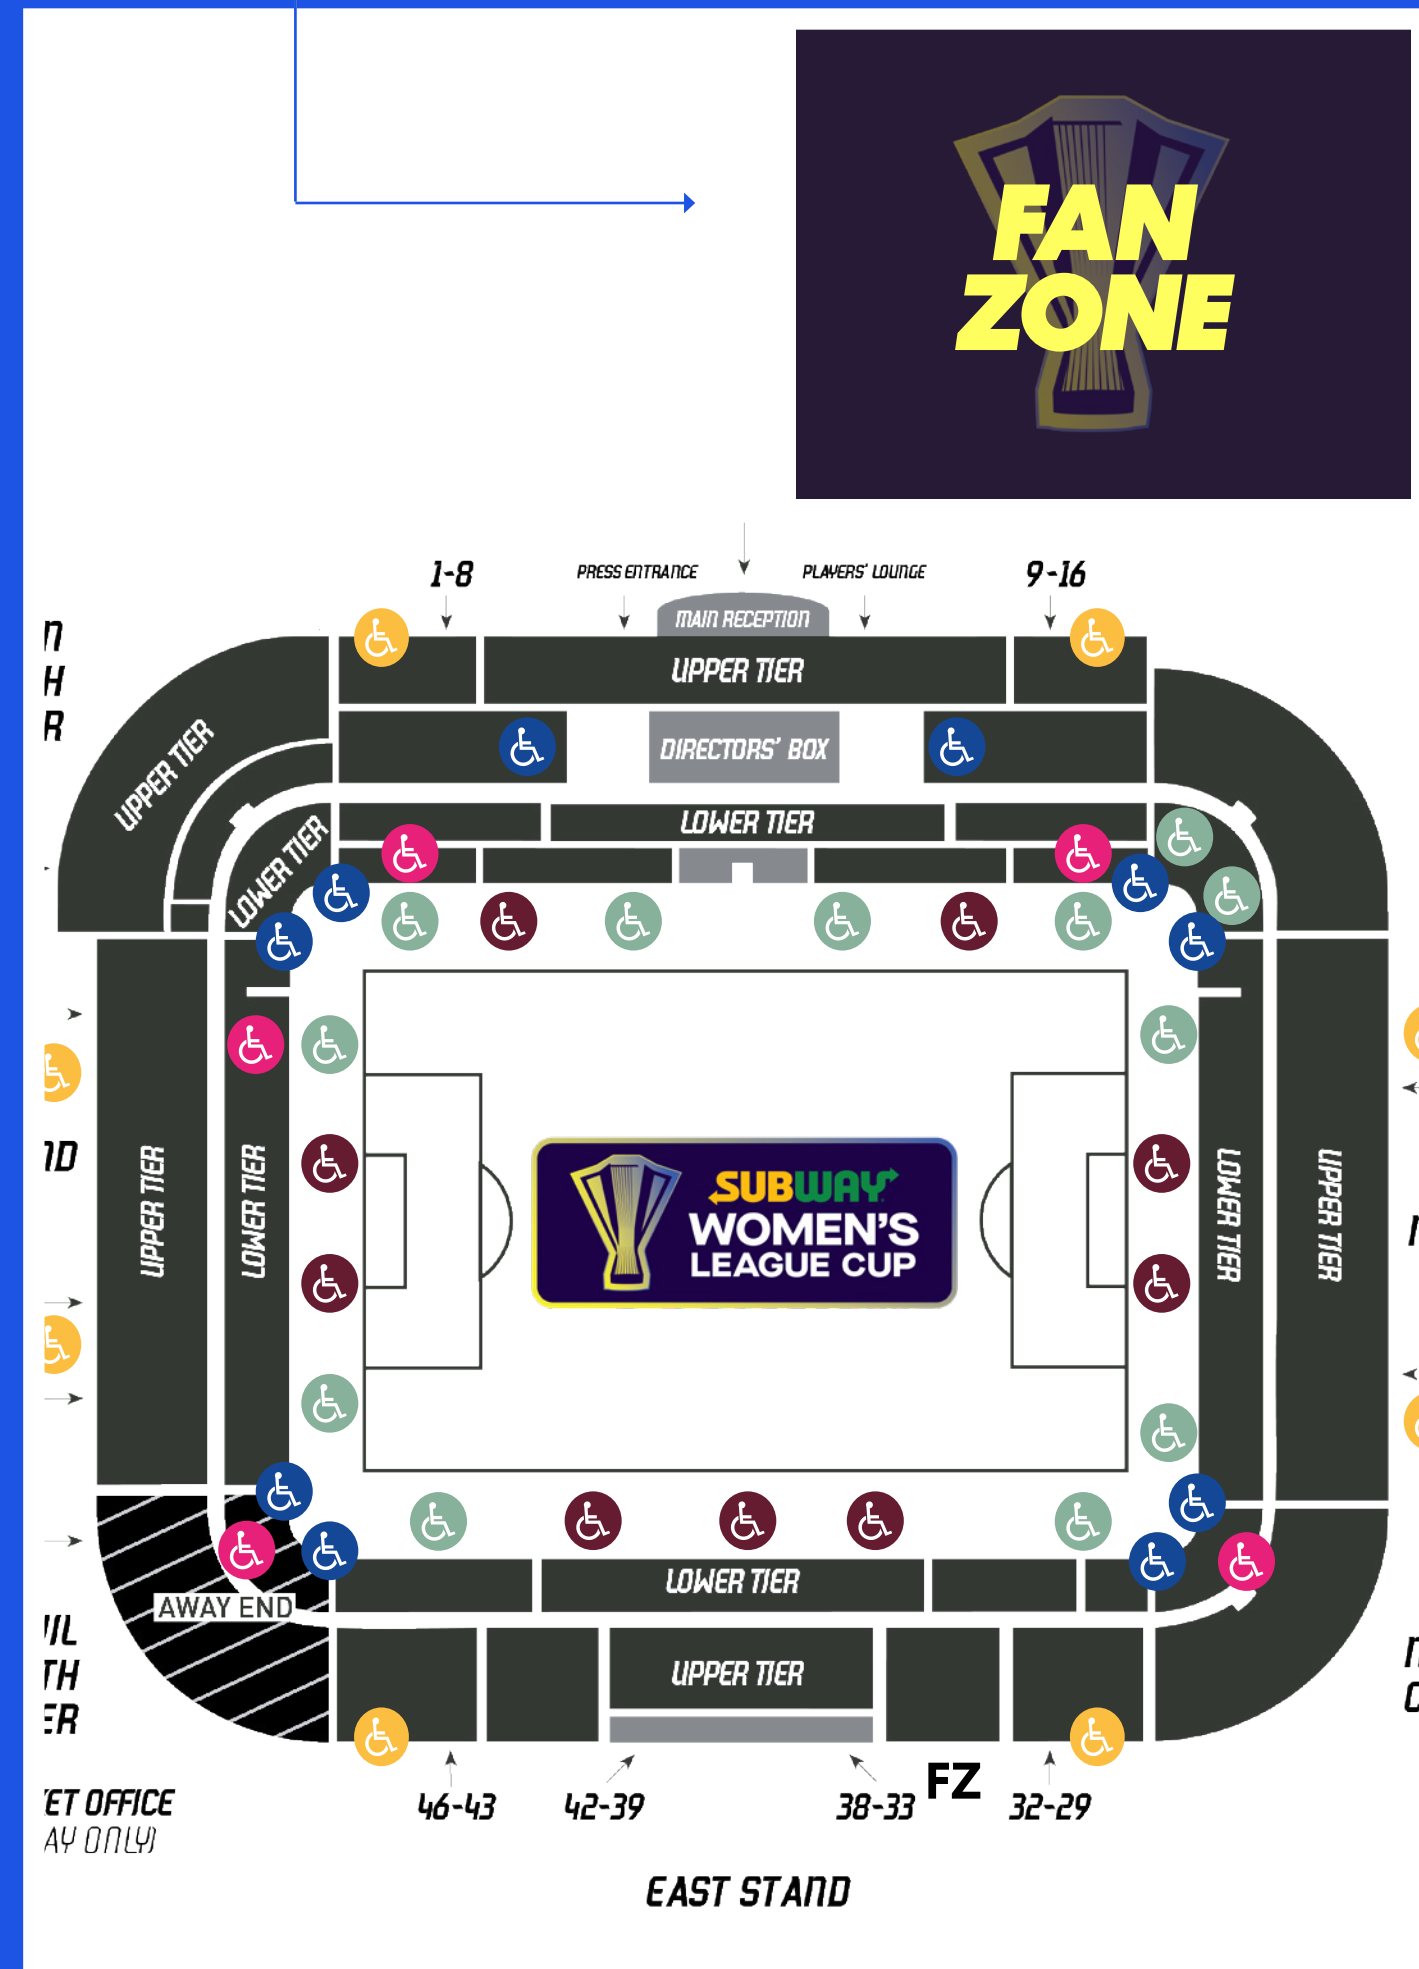 FAN
ZONE
1-8
PRESS ENTRANCE
PLAYERS' LOUNGE
9-16
MAIN RECEPTION
UPPER TIER
DIRECTORS' BOX
UPPER TIER
LOWER TIER
LOWER TIER
UPPER TIER
LOWER TIER
SUBWAY
WOMEN'S
LEAGUE CUP
LOWER TIER
UPPER TIER
AWAY END
LOWER TIER
UPPER TIER
46-43
42-39
38-33
FZ
32-29
OFFICE
ONLY)
EAST STAND